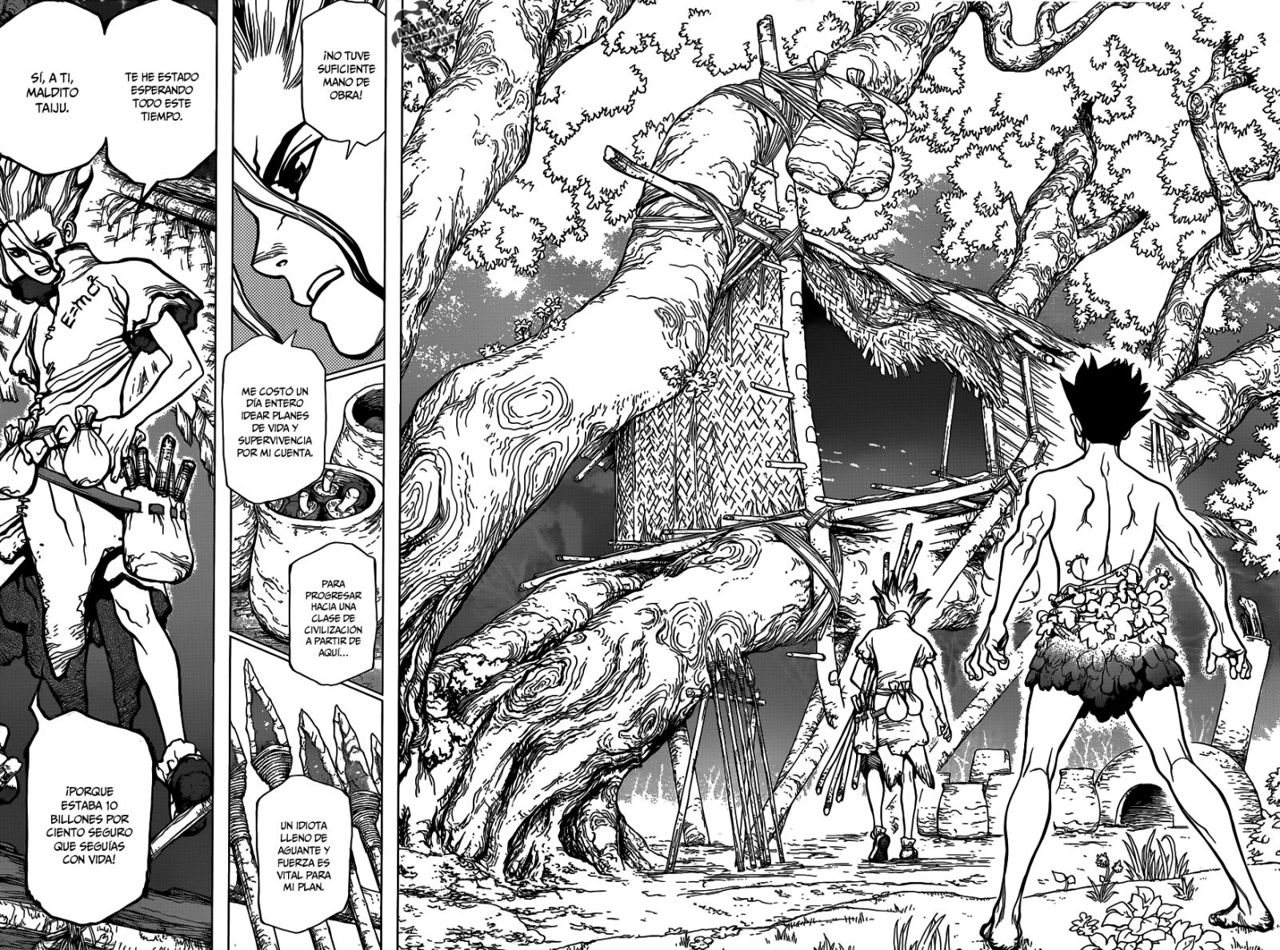 ¡NO TUVE
SUFICIENTE
MANO DE
OBRA!
ME COSTÓ UN
DÍA ENTERO
IDEAR PLANES
DE VIDA Y
SUPERVIVENCIA
POR MI CUENTA.
PARA
PROGRESAR
HACIA UNA
CLASE DE
CIVILIZACIÓN
A PARTIR DE
AQUÍ...
UN IDIOTA
LLENO DE
AGUANTE Y
FUERZA ES
VITAL PARA
MI PLAN.
TE HE ESTADO
ESPERANDO
TODO ESTE
TIEMPO.
SÍ, A TI,
MALDITO
TAIJU.
E=mc²
¡PORQUE
ESTABA 10
BILLONES POR
CIENTO SEGURO
QUE SEGUÍAS
CON VIDA!
MANGA
STREAM